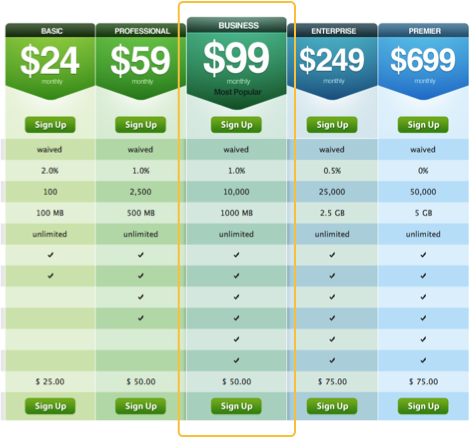 BASIC PROFESSIONAL BUSINESS ENTERPRISE PREMIER
$24 $59 $99 $249 $699
monthly monthly monthly monthly monthly
Most Popular
Sign Up Sign Up Sign Up Sign Up Sign Up
waived waived waived waived waived
2.0% 1.0% 1.0% 0.5% 0%
100 2,500 10,000 25,000 50,000
100 MB 500 MB 1000 MB 2.5 GB 5 GB
unlimited unlimited unlimited unlimited unlimited
$ 25.00 $ 50.00 $ 50.00 $ 75.00 $ 75.00
Sign Up Sign Up Sign Up Sign Up Sign Up